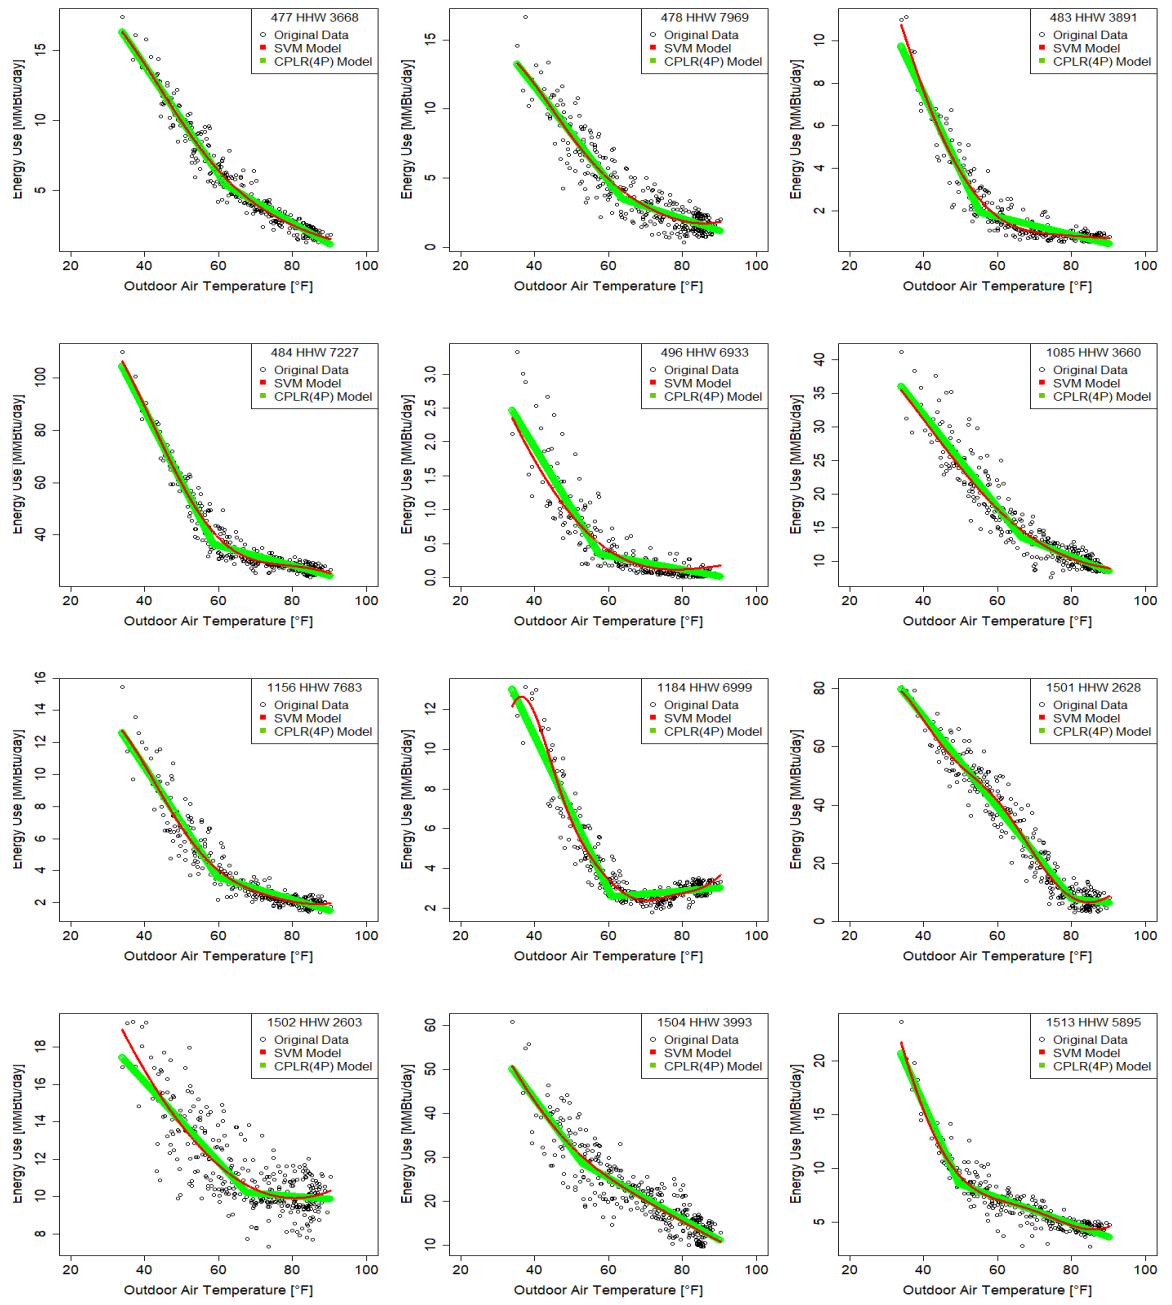 477 HHW 3668
Original Data
SVM Model
CPLR(4P) Model
Energy Use [MMBtu/day]
15
10
5
20 40 60 80 100
Outdoor Air Temperature [°F]
478 HHW 7969
Original Data
SVM Model
CPLR(4P) Model
Energy Use [MMBtu/day]
15
10
5
0
20 40 60 80 100
Outdoor Air Temperature [°F]
483 HHW 3891
Original Data
SVM Model
CPLR(4P) Model
Energy Use [MMBtu/day]
10
8
6
4
2
20 40 60 80 100
Outdoor Air Temperature [°F]
484 HHW 7227
Original Data
SVM Model
CPLR(4P) Model
Energy Use [MMBtu/day]
100
80
60
40
20 40 60 80 100
Outdoor Air Temperature [°F]
496 HHW 6933
Original Data
SVM Model
CPLR(4P) Model
Energy Use [MMBtu/day]
3.0
2.5
2.0
1.5
1.0
0.5
0.0
20 40 60 80 100
Outdoor Air Temperature [°F]
1085 HHW 3660
Original Data
SVM Model
CPLR(4P) Model
Energy Use [MMBtu/day]
40
35
30
25
20
15
10
20 40 60 80 100
Outdoor Air Temperature [°F]
1156 HHW 7683
Original Data
SVM Model
CPLR(4P) Model
Energy Use [MMBtu/day]
16
14
12
10
8
6
4
2
20 40 60 80 100
Outdoor Air Temperature [°F]
1184 HHW 6999
Original Data
SVM Model
CPLR(4P) Model
Energy Use [MMBtu/day]
12
10
8
6
4
2
20 40 60 80 100
Outdoor Air Temperature [°F]
1501 HHW 2628
Original Data
SVM Model
CPLR(4P) Model
Energy Use [MMBtu/day]
80
60
40
20
0
20 40 60 80 100
Outdoor Air Temperature [°F]
1502 HHW 2603
Original Data
SVM Model
CPLR(4P) Model
Energy Use [MMBtu/day]
18
16
14
12
10
8
20 40 60 80 100
Outdoor Air Temperature [°F]
1504 HHW 3993
Original Data
SVM Model
CPLR(4P) Model
Energy Use [MMBtu/day]
60
50
40
30
20
10
20 40 60 80 100
Outdoor Air Temperature [°F]
1513 HHW 5895
Original Data
SVM Model
CPLR(4P) Model
Energy Use [MMBtu/day]
20
15
10
5
20 40 60 80 100
Outdoor Air Temperature [°F]